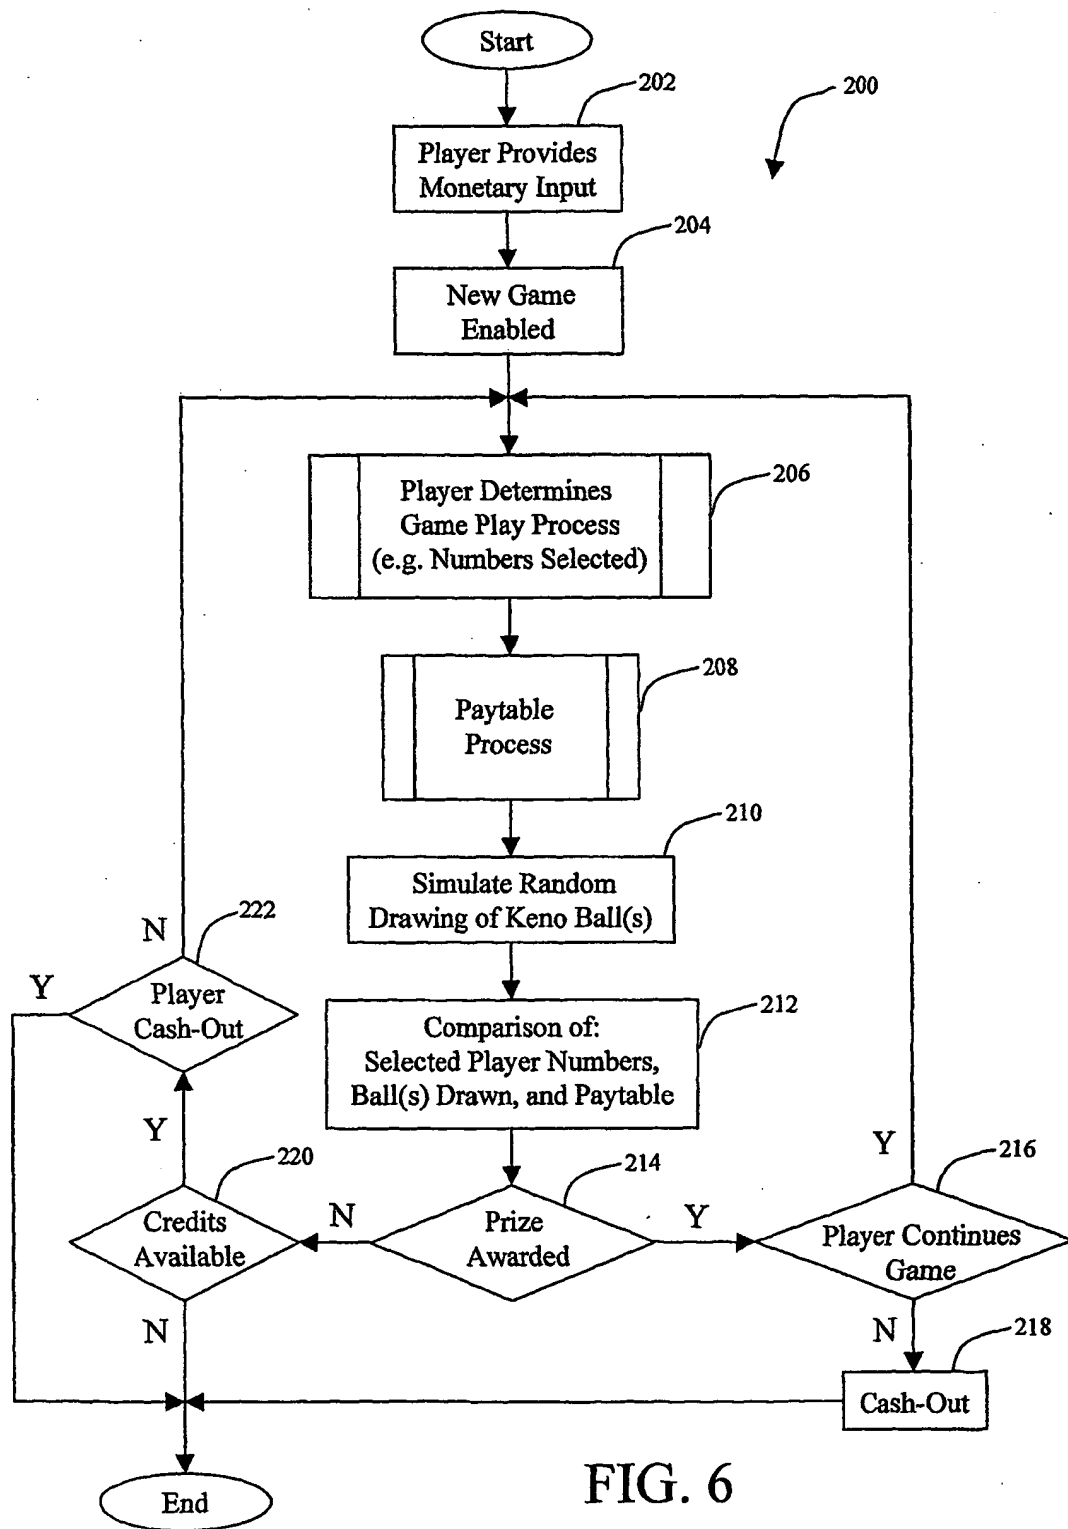 Start
202
200
Player Provides
Monetary Input
204
New Game
Enabled
206
Player Determines
Game Play Process
(e.g. Numbers Selected)
208
Paytable
Process
210
Simulate Random
Drawing of Keno Ball(s)
222
N
Y
Player
Cash-Out
212
Comparison of:
Selected Player Numbers,
Ball(s) Drawn, and Paytable
Y
220
214
Y
216
Credits
Available
N
Prize
Awarded
Y
Player Continues
Game
N
N
218
Cash-Out
End
FIG. 6